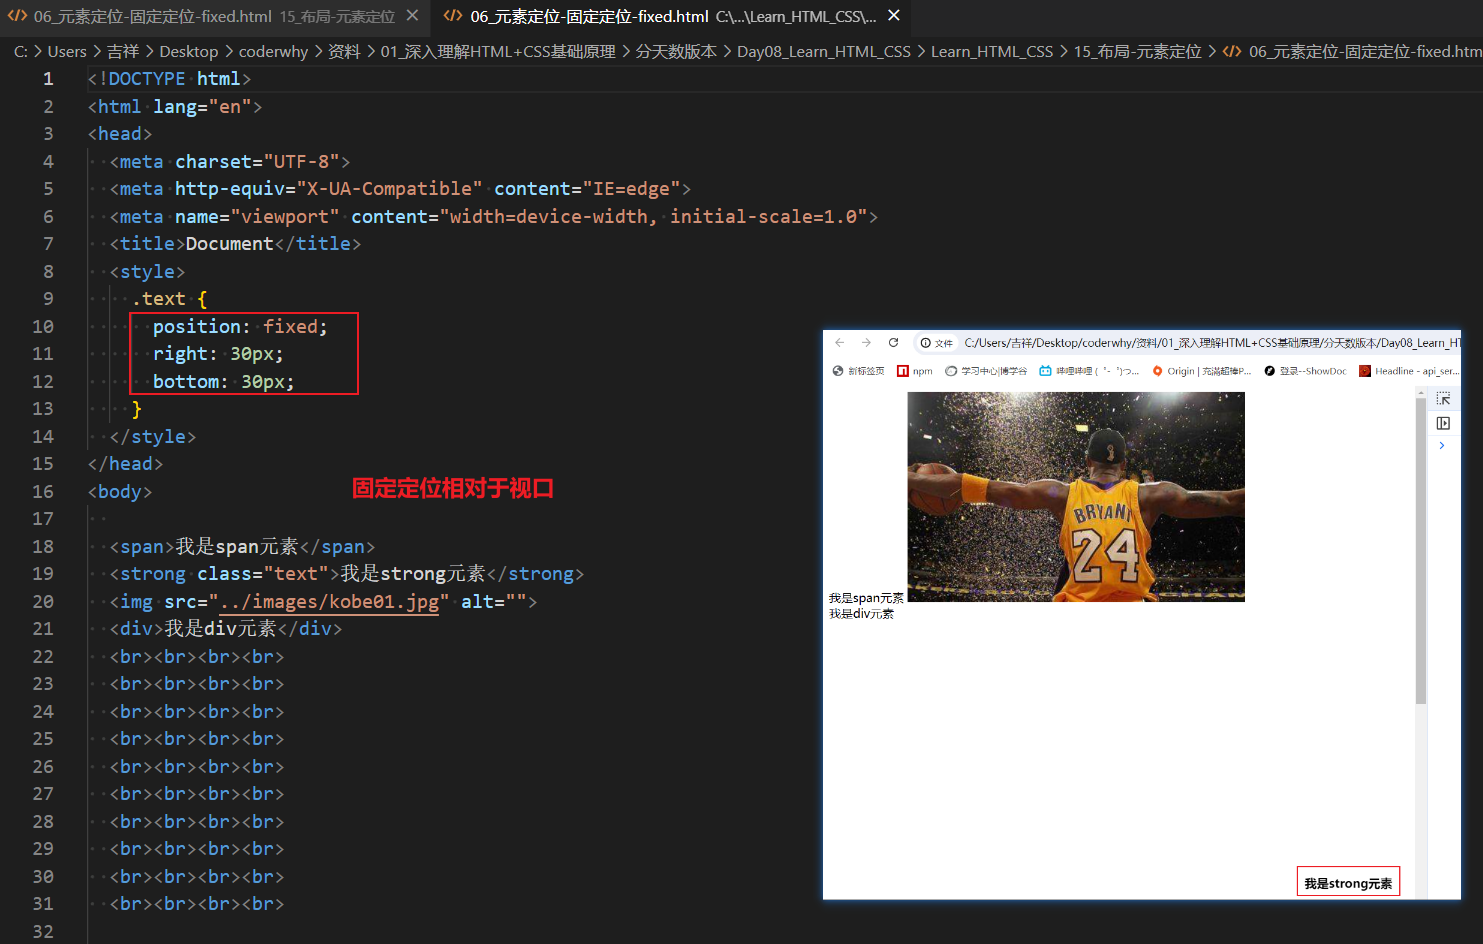 06_元素定位-固定定位-fixed.html 15_布局-元素定位
06_元素定位-固定定位-fixed.html C:\...\Learn_HTML_CSS\...
C: > Users > 吉祥 > Desktop > coderwhy > 资料 > 01_深入理解HTML+CSS基础原理 > 分天数版本 > Day08_Learn_HTML_CSS > Learn_HTML_CSS > 15_布局-元素定位 > 06_元素定位-固定定位-fixed.htm
1 <!DOCTYPE html>
2 <html lang="en">
3 <head>
4 <meta charset="UTF-8">
5 <meta http-equiv="X-UA-Compatible" content="IE=edge">
6 <meta name="viewport" content="width=device-width, initial-scale=1.0">
7 <title>Document</title>
8 <style>
9 .text {
10 position: fixed;
11 right: 30px;
12 bottom: 30px;
13 }
14 </style>
15 </head>
16 <body>
固定定位相对于视口
17
18 <span>我是span元素</span>
19 <strong class="text">我是strong元素</strong>
20 <img src="../images/kobe01.jpg" alt="">
21 <div>我是div元素</div>
22 <br><br><br><br>
23 <br><br><br><br>
24 <br><br><br><br>
25 <br><br><br><br>
26 <br><br><br><br>
27 <br><br><br><br>
28 <br><br><br><br>
29 <br><br><br><br>
30 <br><br><br><br>
31 <br><br><br><br>
32
文件 C:/Users/吉祥/Desktop/coderwhy/资料/01_深入理解HTML+CSS基础原理/分天数版本/Day08_Learn_H
新标签页 npm 学习中心|博学谷 哔哩哔哩 ( ゜- ゜)つ... Origin | 充满超棒P... 登录--ShowDoc Headline - api_ser...
BRYANT
24
我是span元素
我是div元素
我是strong元素